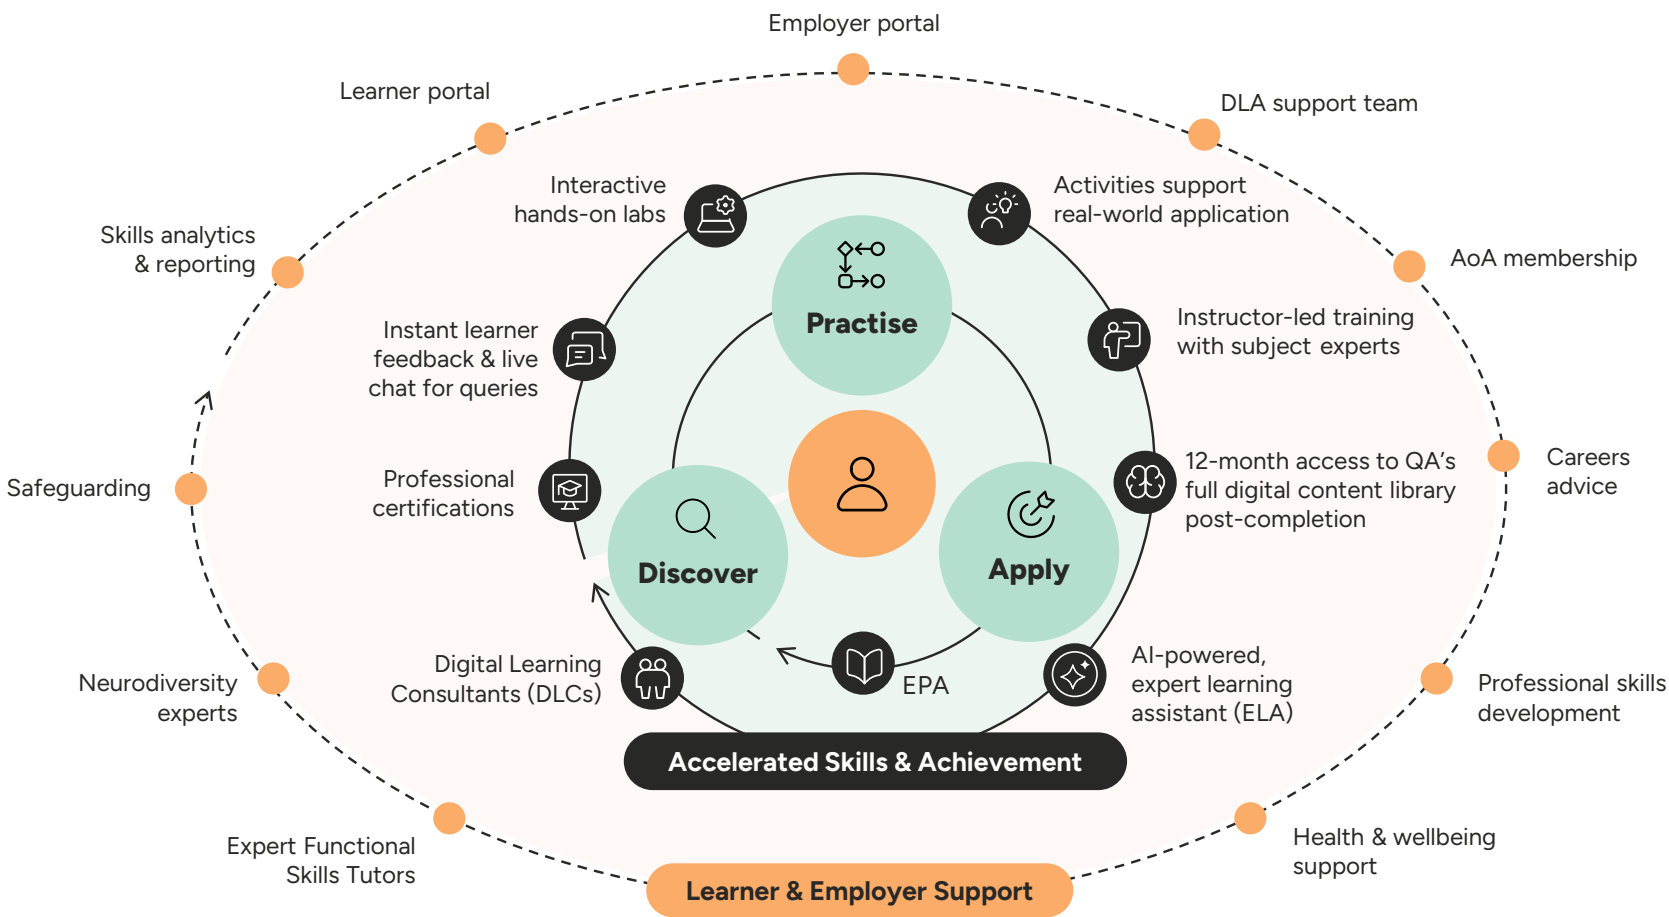 Employer portal
Learner portal
DLA support team
Interactive
hands-on labs
Activities support
real-world application
Skills analytics
& reporting
AoA membership
Practise
Instant learner
feedback & live
chat for queries
Instructor-led training
with subject experts
Safeguarding
Professional
certifications
12-month access to QA’s
full digital content library
post-completion
Careers
advice
Discover
Apply
Digital Learning
Consultants (DLCs)
EPA
AI-powered,
expert learning
assistant (ELA)
Neurodiversity
experts
Professional skills
development
Accelerated Skills & Achievement
Expert Functional
Skills Tutors
Health & wellbeing
support
Learner & Employer Support